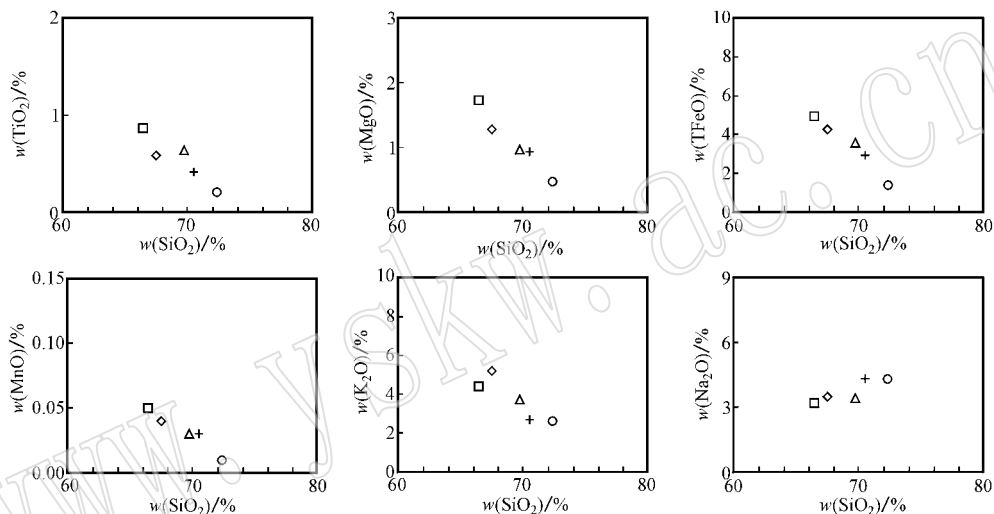 2
1
0
60 70 80
w(TiO₂)/%
w(SiO₂)/%
3
2
1
0
60 70 80
w(MgO)/%
w(SiO₂)/%
10
8
6
4
2
0
60 70 80
w(TFeO)/%
w(SiO₂)/%
0.15
0.10
0.05
0.00
60 70 80
w(MnO)/%
w(SiO₂)/%
10
8
6
4
2
0
60 70 80
w(K₂O)/%
w(SiO₂)/%
9
6
3
0
60 70 80
w(Na₂O)/%
w(SiO₂)/%
www.yskw.ac.cn